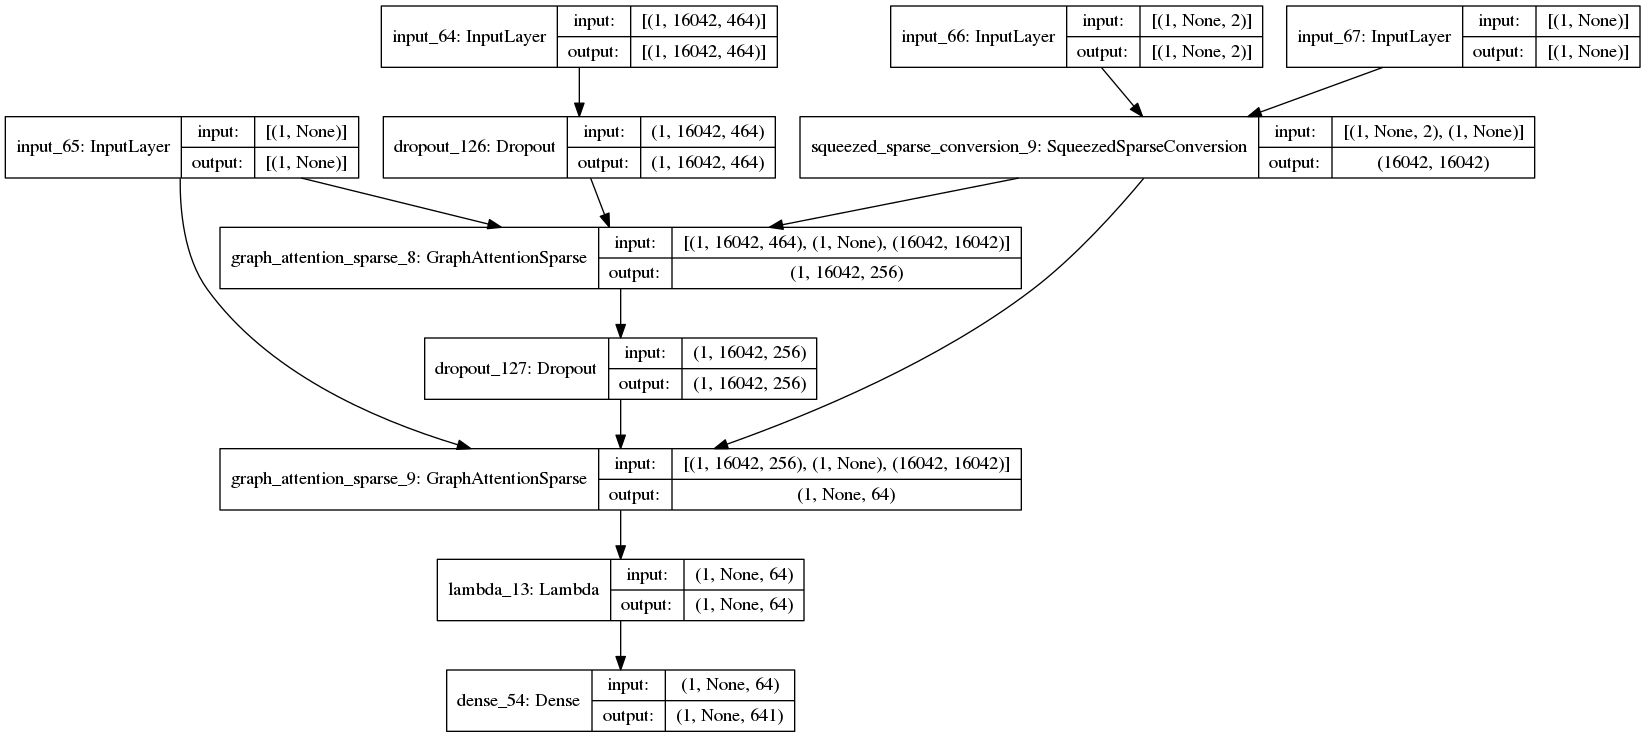 input_64: InputLayer
input: [(1, 16042, 464)]
output: [(1, 16042, 464)]
input_66: InputLayer
input: [(1, None, 2)]
output: [(1, None, 2)]
input_67: InputLayer
input: [(1, None)]
output: [(1, None)]
input_65: InputLayer
input: [(1, None)]
output: [(1, None)]
dropout_126: Dropout
input: (1, 16042, 464)
output: (1, 16042, 464)
squeezed_sparse_conversion_9: SqueezedSparseConversion
input: [(1, None, 2), (1, None)]
output: (16042, 16042)
graph_attention_sparse_8: GraphAttentionSparse
input: [(1, 16042, 464), (1, None), (16042, 16042)]
output: (1, 16042, 256)
dropout_127: Dropout
input: (1, 16042, 256)
output: (1, 16042, 256)
graph_attention_sparse_9: GraphAttentionSparse
input: [(1, 16042, 256), (1, None), (16042, 16042)]
output: (1, None, 64)
lambda_13: Lambda
input: (1, None, 64)
output: (1, None, 64)
dense_54: Dense
input: (1, None, 64)
output: (1, None, 641)